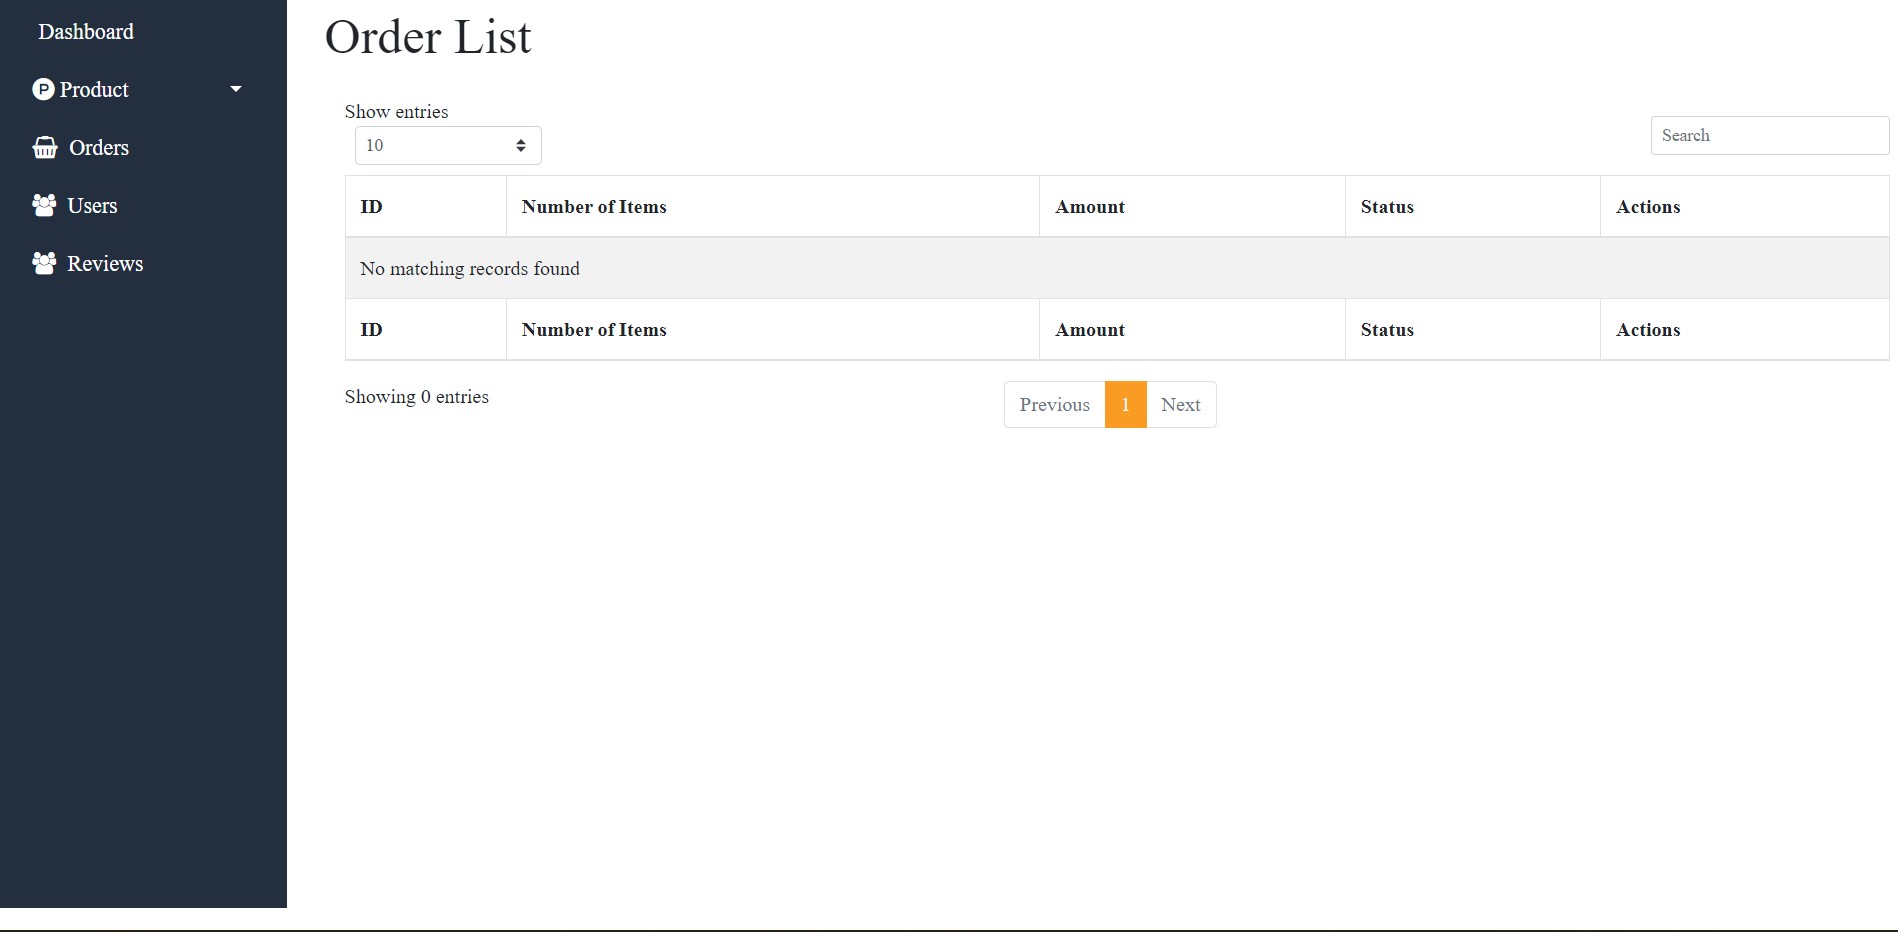 Dashboard
Product
Orders
Users
Reviews
Order List
Show entries
10
Search
ID Number of Items Amount Status Actions
No matching records found
ID Number of Items Amount Status Actions
Showing 0 entries
Previous 1 Next